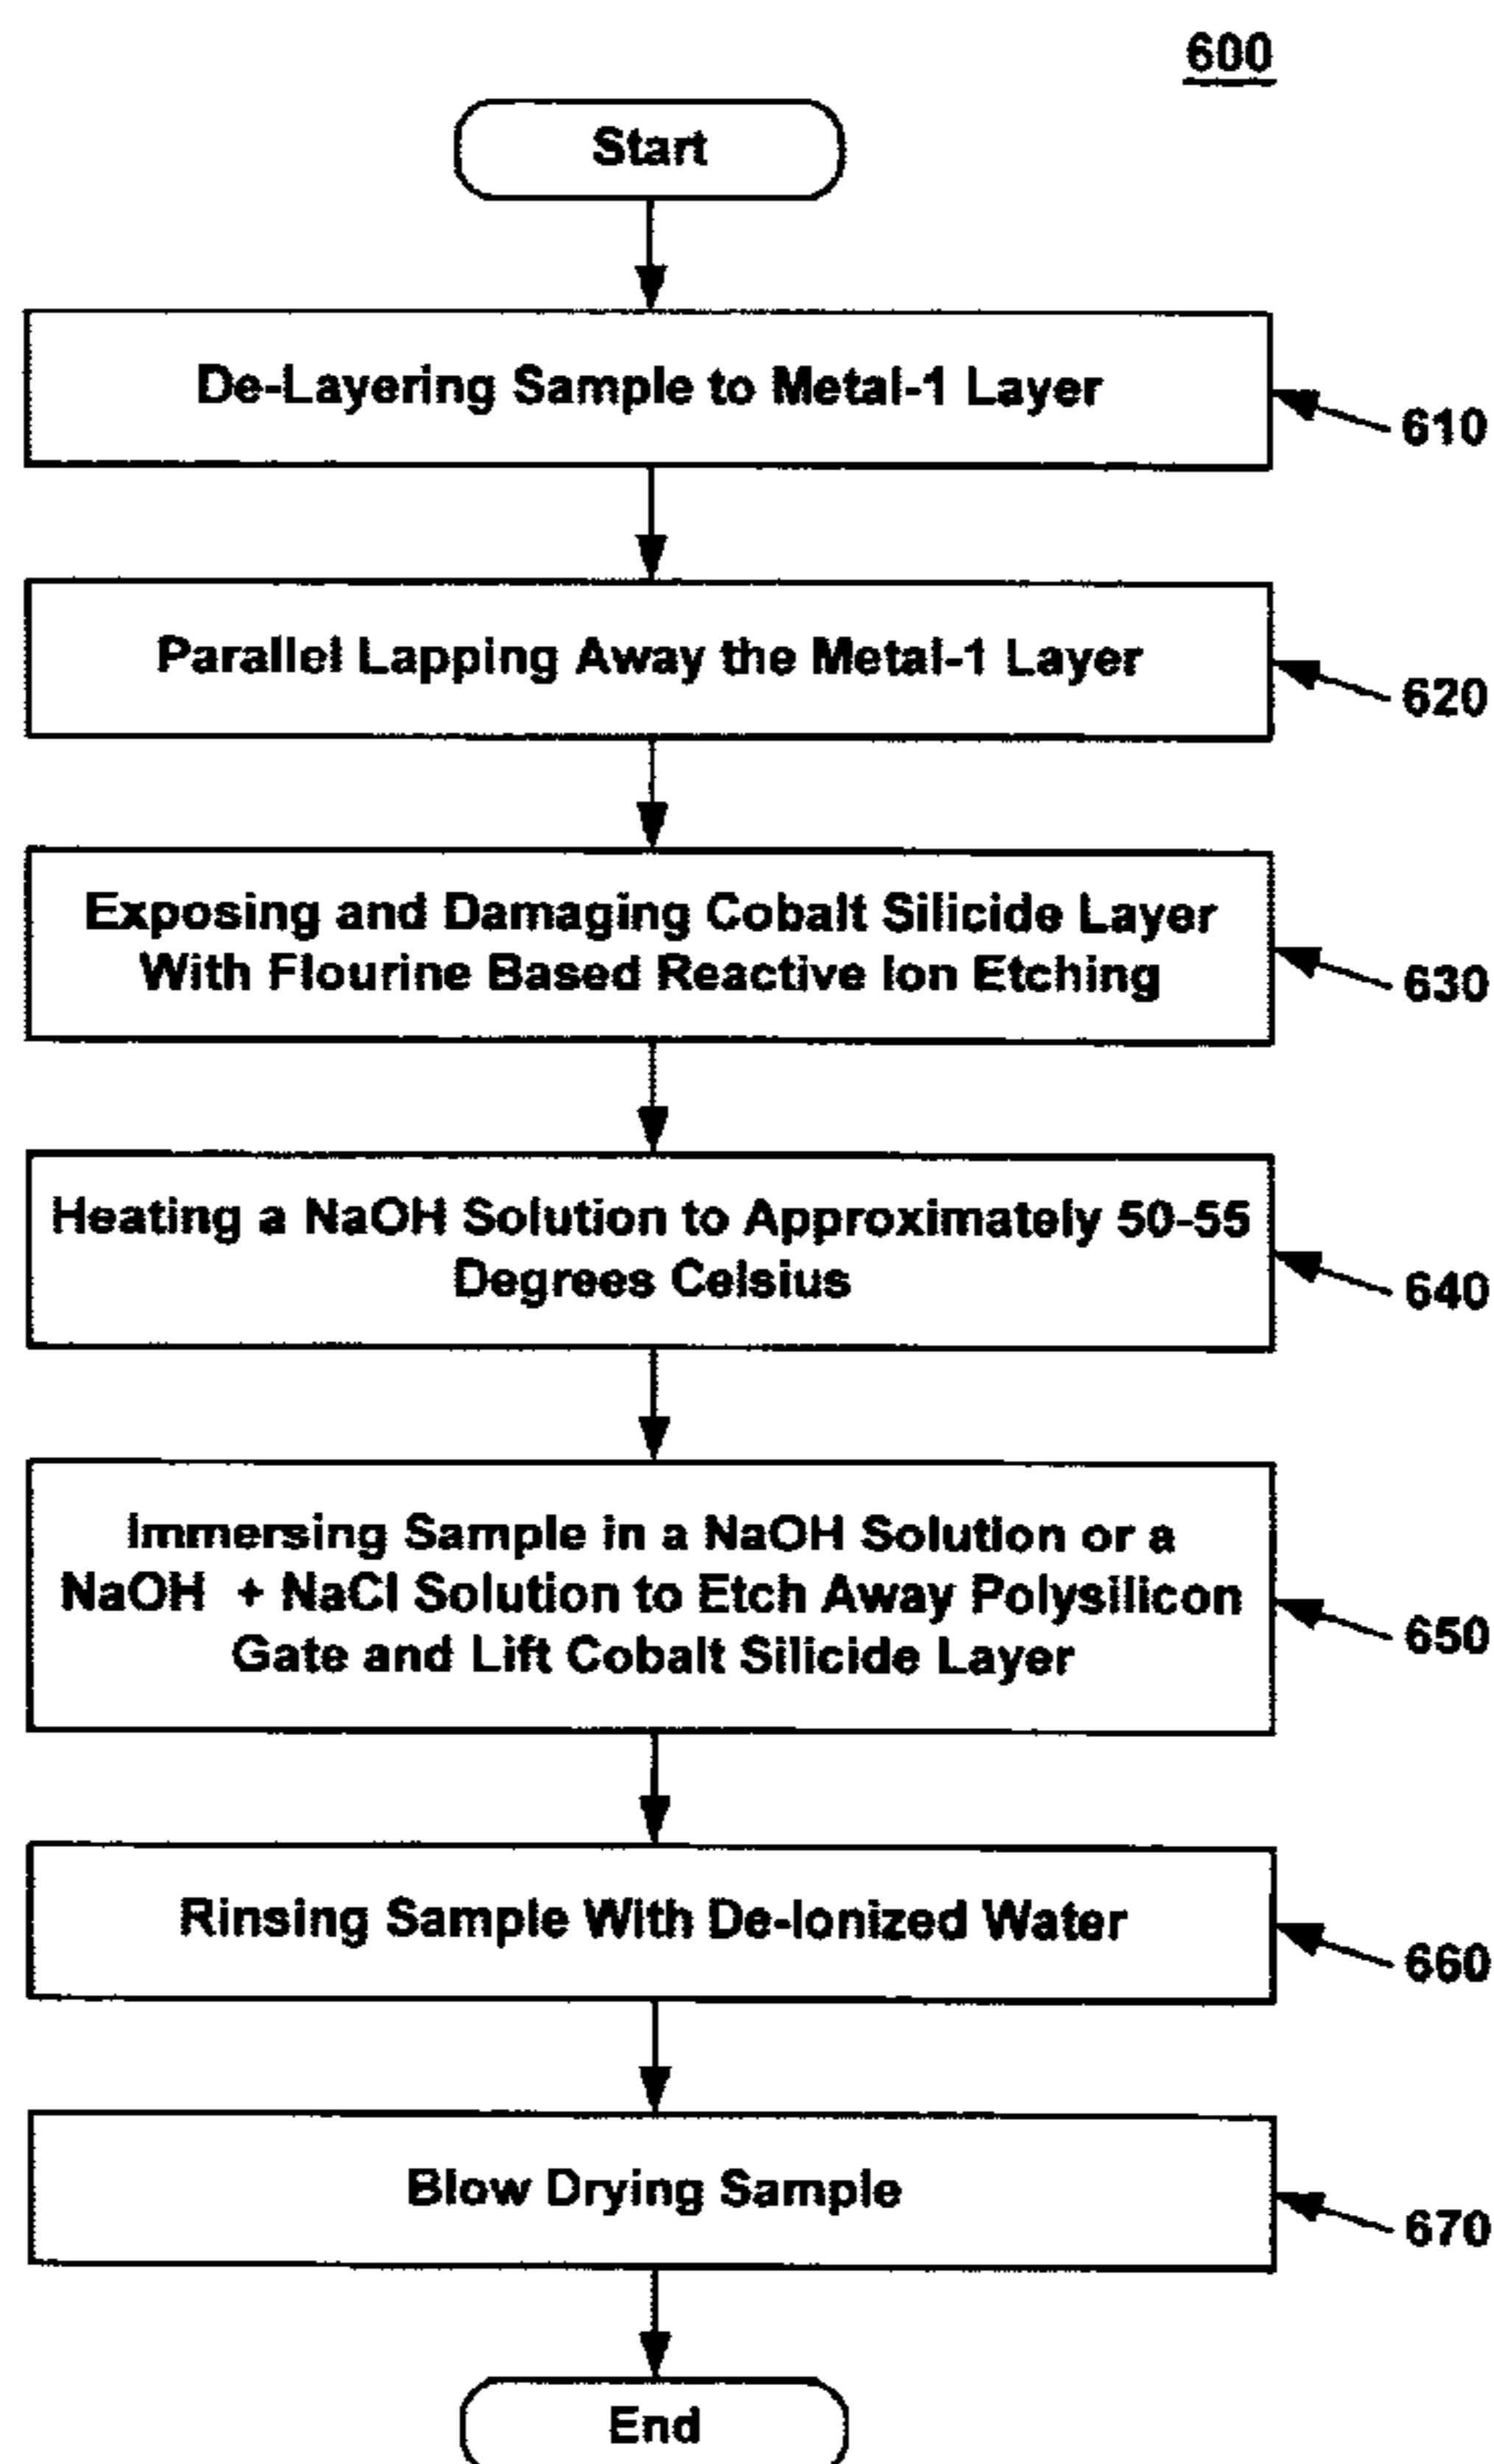 600
Start
De-Layering Sample to Metal-1 Layer
610
Parallel Lapping Away the Metal-1 Layer
620
Exposing and Damaging Cobalt Silicide Layer
With Flourine Based Reactive Ion Etching
630
Heating a NaOH Solution to Approximately 50-55
Degrees Celsius
640
Immersing Sample in a NaOH Solution or a
NaOH + NaCl Solution to Etch Away Polysilicon
Gate and Lift Cobalt Silicide Layer
650
Rinsing Sample With De-Ionized Water
660
Blow Drying Sample
670
End